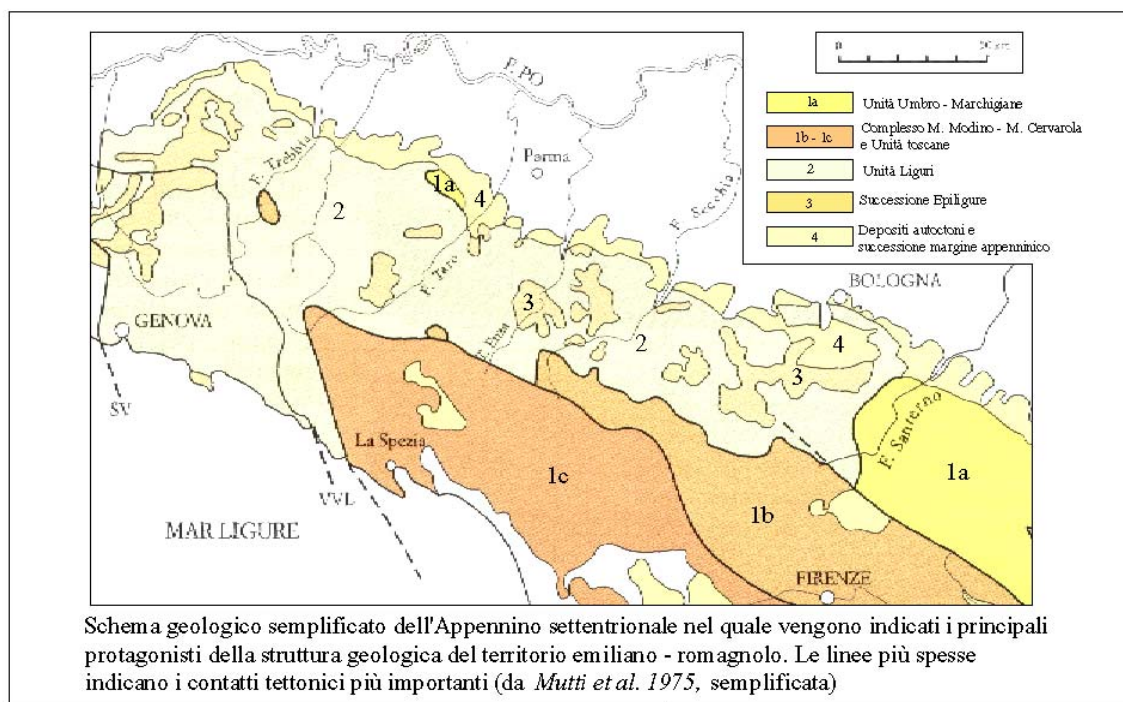 0 50 km
1a Unità Umbro - Marchigiane
1b - 1c Complesso M. Modino - M. Cervarola
e Unità toscane
2 Unità Liguri
3 Successione Epiligure
4 Depositi autoctoni e
successione margine appenninico
F. PO
F. Trebbia
Parma
1a
4
2
F. Secchia
F. Taro
BOLOGNA
3
GENOVA
F. Enza
2
4
3
SV
F. Santerno
La Spezia
1c
1a
VVL
1b
MAR LIGURE
FIRENZE
Schema geologico semplificato dell'Appennino settentrionale nel quale vengono indicati i principali
protagonisti della struttura geologica del territorio emiliano - romagnolo. Le linee più spesse
indicano i contatti tettonici più importanti (da Mutti et al. 1975, semplificata)